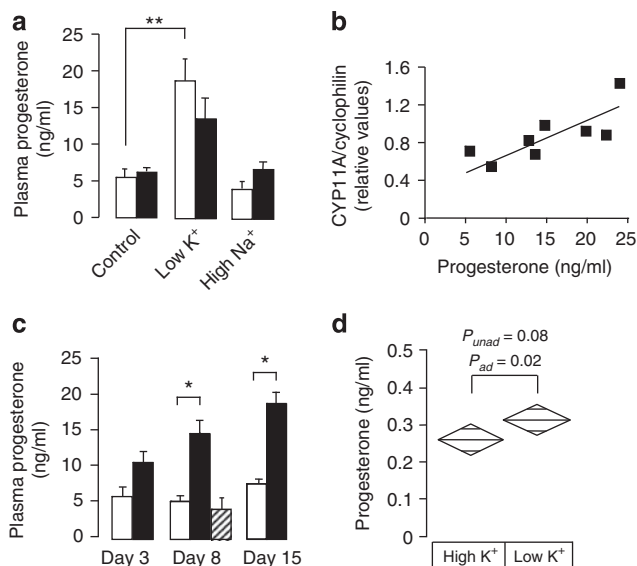 a
**
Plasma progesterone
(ng/ml)
25
20
15
10
5
0
Control
Low K⁺
High Na⁺
b
CYP11A/cyclophilin
(relative values)
1.6
1.2
0.8
0.4
0
0
5
10
15
20
25
Progesterone (ng/ml)
c
Plasma progesterone
(ng/ml)
25
20
15
10
5
0
*
*
Day 3
Day 8
Day 15
d
P_unad = 0.08
P_ad = 0.02
Progesterone (ng/ml)
0.5
0.4
0.3
0.2
0.1
0
High K⁺
Low K⁺